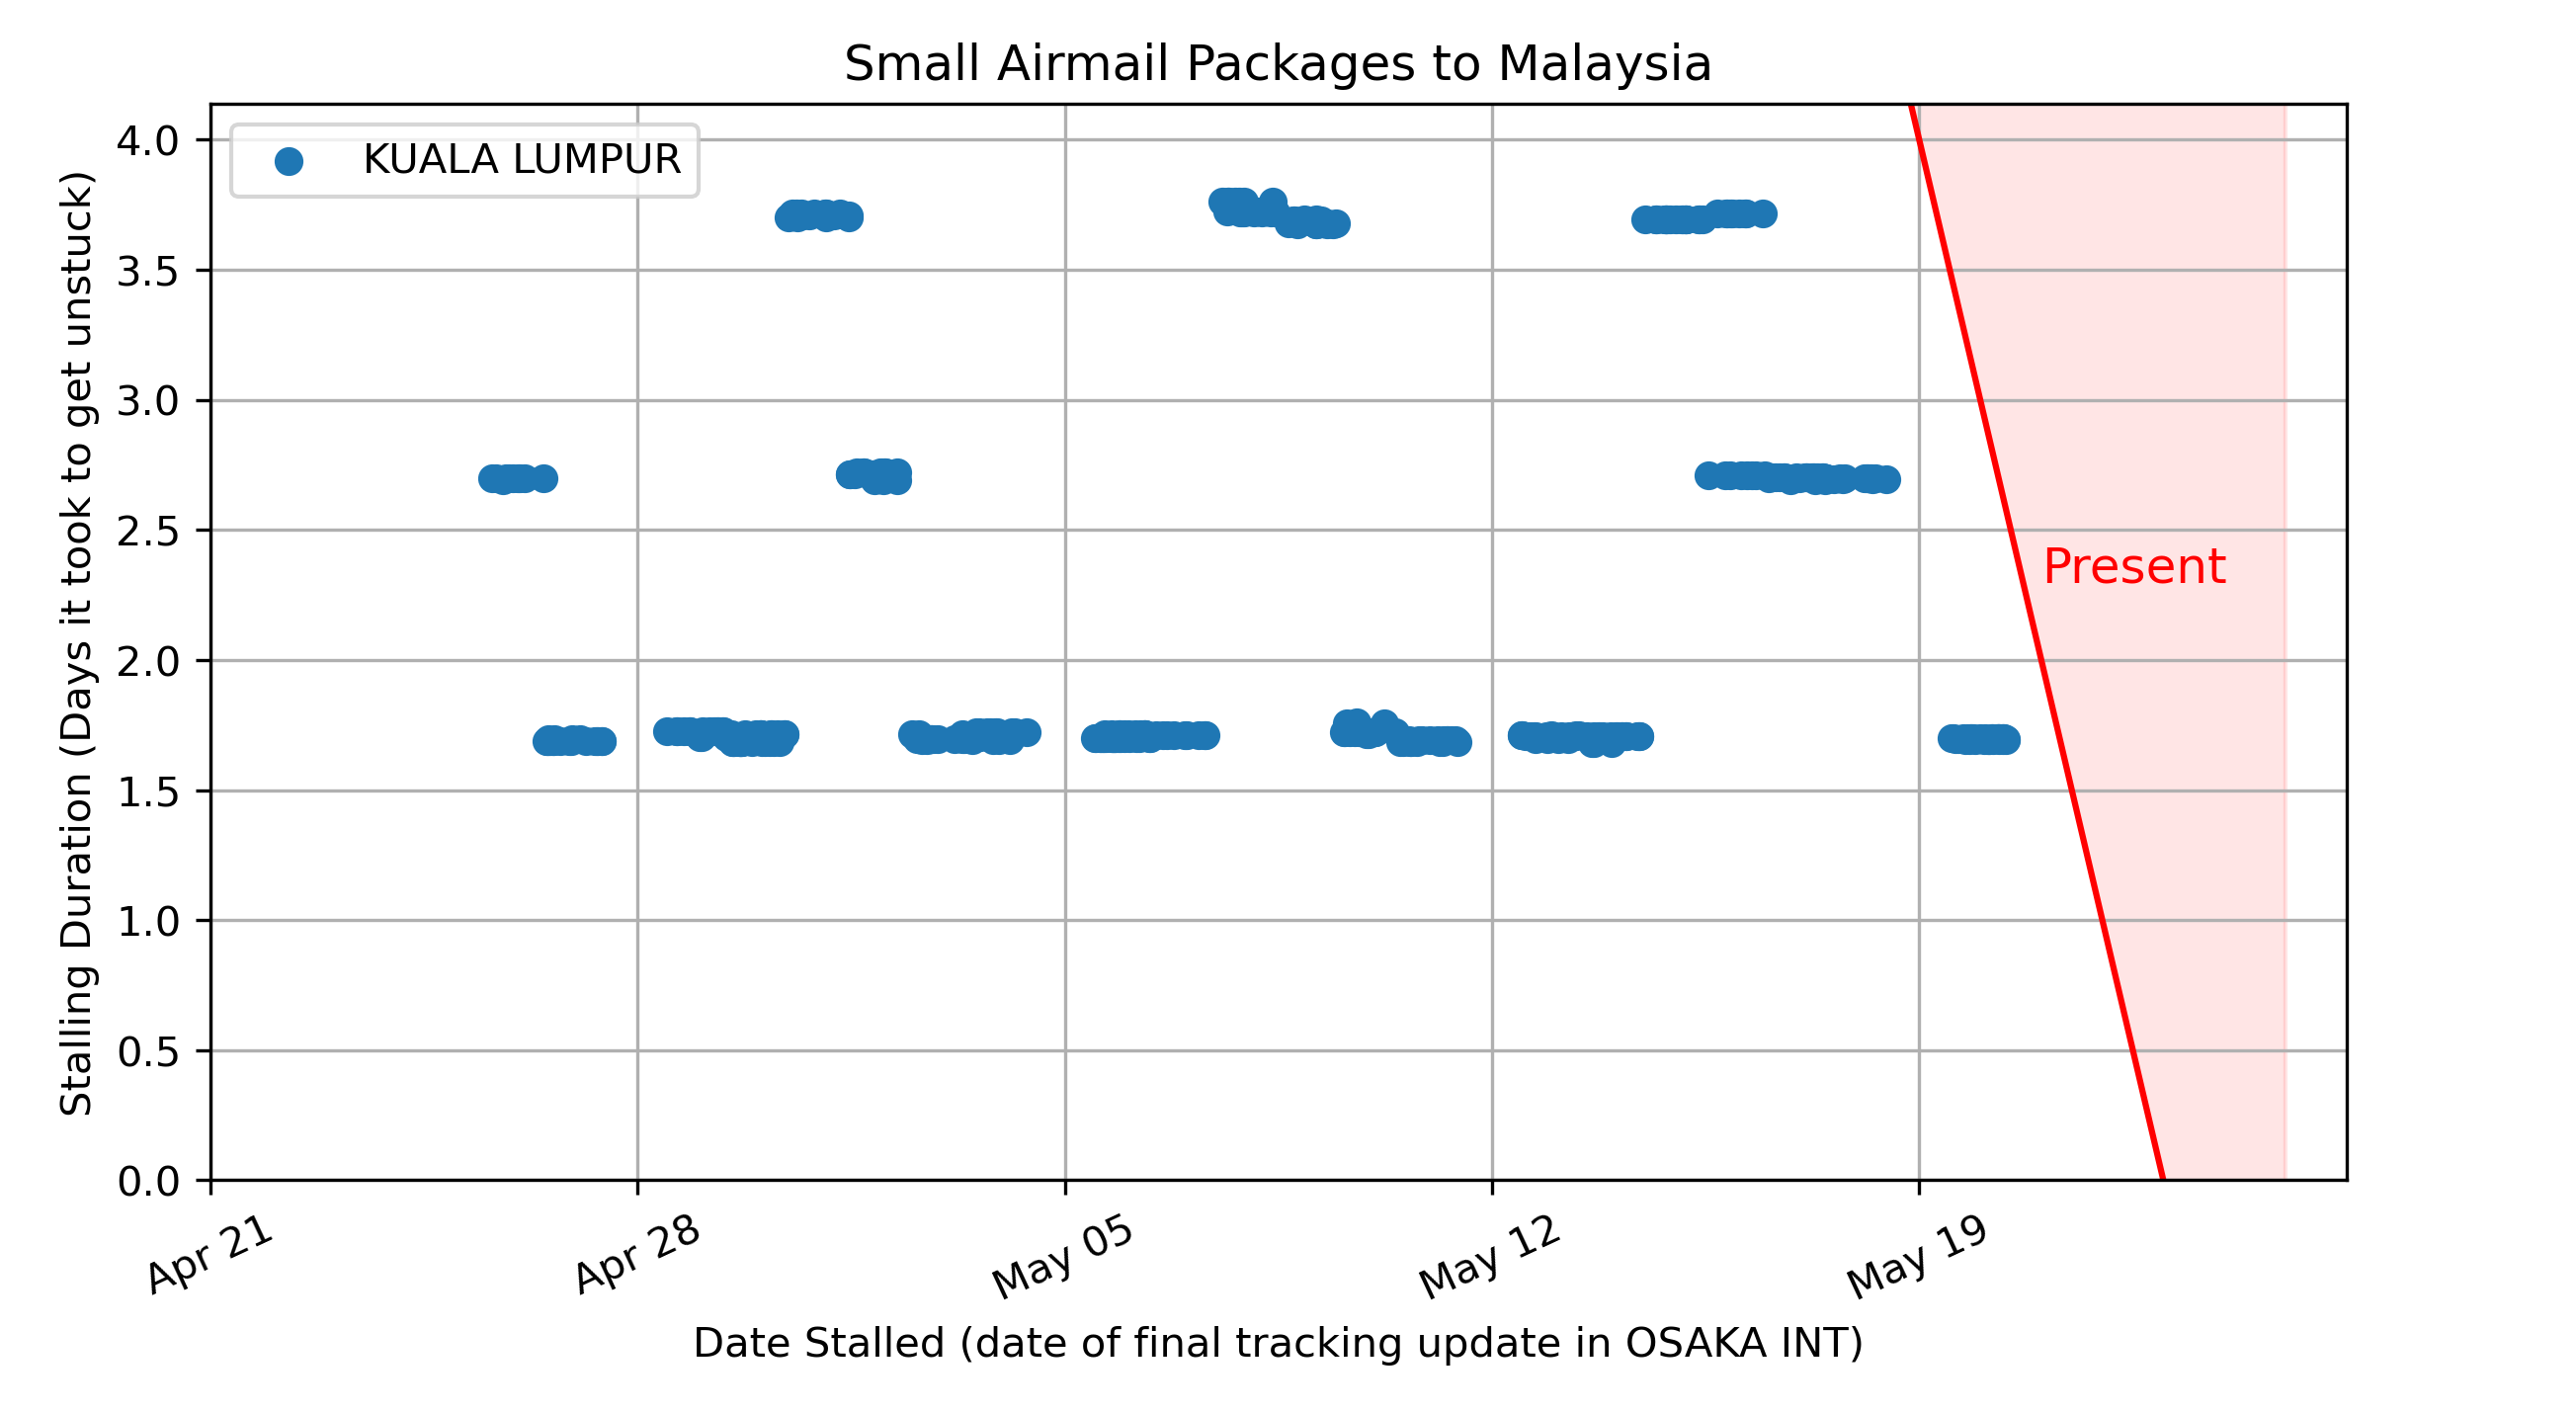 Small Airmail Packages to Malaysia
KUALA LUMPUR
4.0
3.5
3.0
2.5
2.0
1.5
1.0
0.5
0.0
Stalling Duration (Days it took to get unstuck)
Present
Apr 21
Apr 28
May 05
May 12
May 19
Date Stalled (date of final tracking update in OSAKA INT)